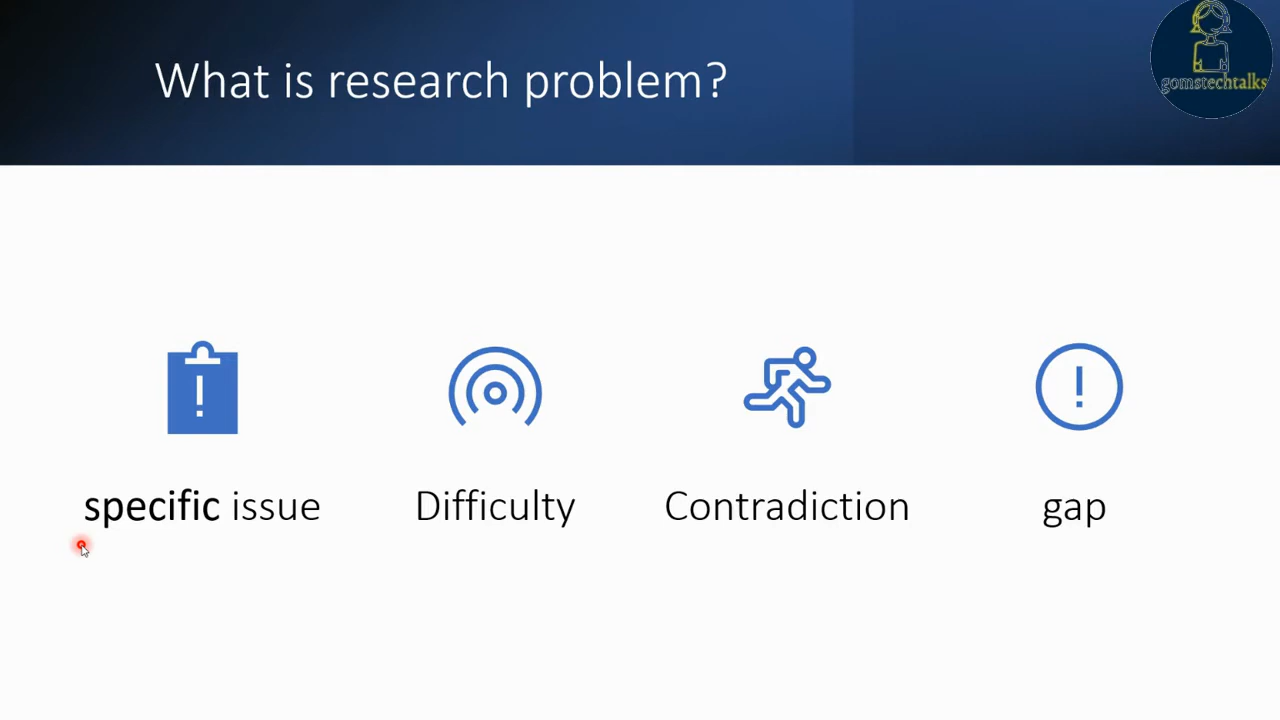 What is research problem?
gomstechtalks
specific issue
Difficulty
Contradiction
gap